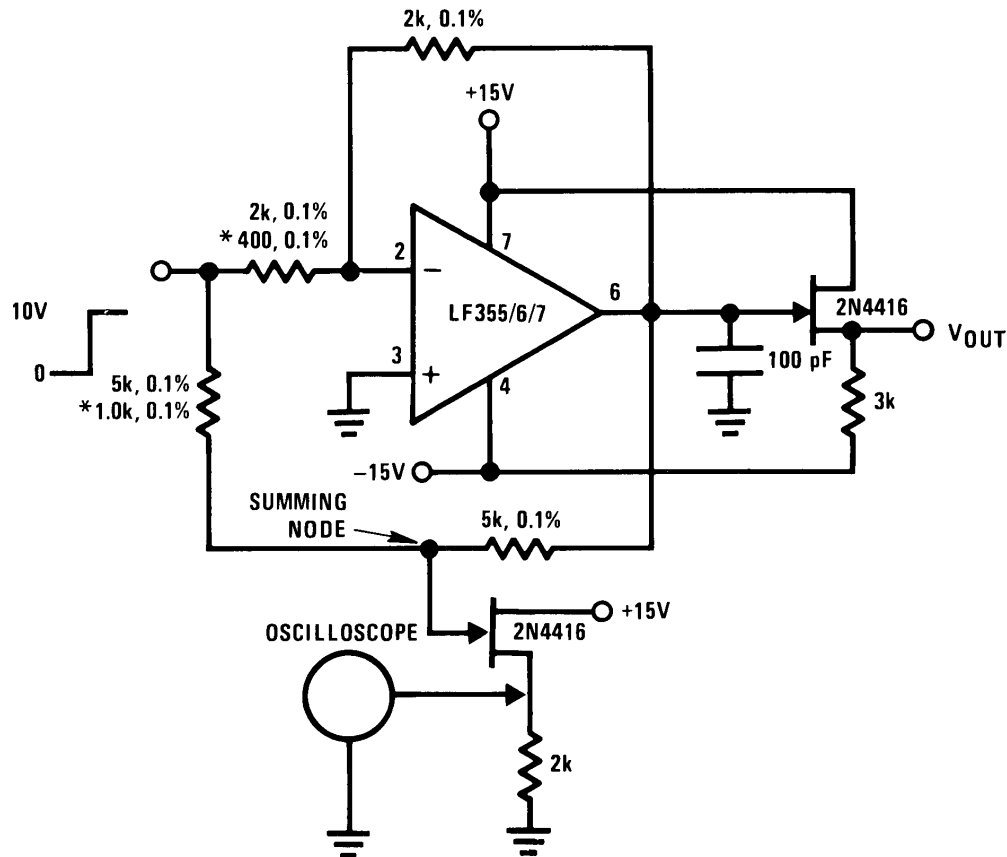 2k, 0.1%
+15V
2k, 0.1%
*400, 0.1%
2
7
−
LF355/6/7
6
2N4416
VOUT
10V
0
3
+
4
100 pF
5k, 0.1%
*1.0k, 0.1%
3k
−15V
SUMMING
NODE
5k, 0.1%
+15V
OSCILLOSCOPE
2N4416
2k